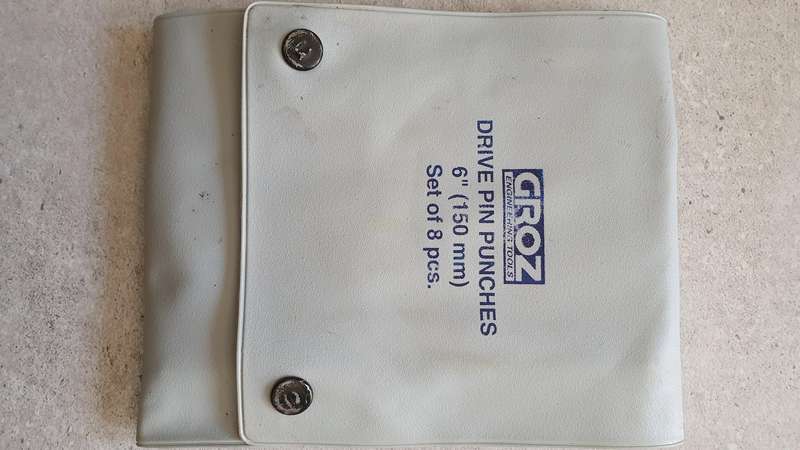 GROZ
ENGINEERING TOOLS
DRIVE PIN PUNCHES
6" (150 mm)
Set of 8 pcs.